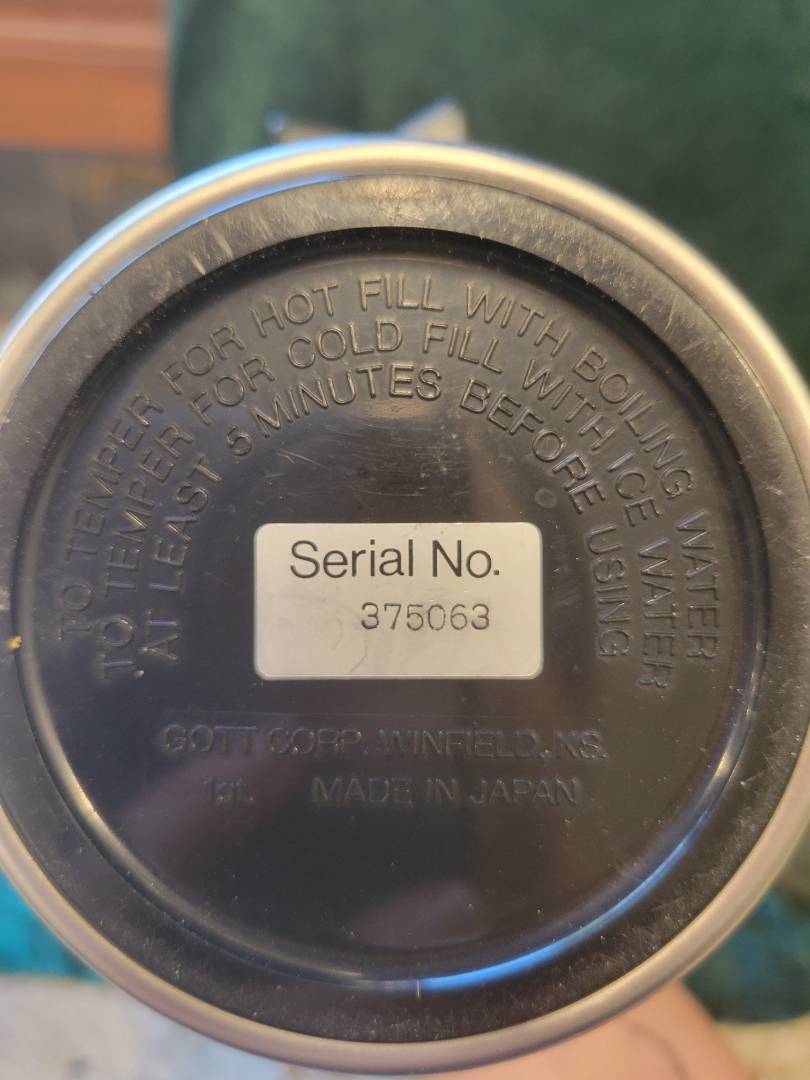 TO TEMPER FOR HOT FILL WITH BOILING WATER
TO TEMPER FOR COLD FILL WITH ICE WATER
AT LEAST 5 MINUTES BEFORE USING
Serial No.
375063
GOTT CORP. WINFIELD, KS.
1qt. MADE IN JAPAN